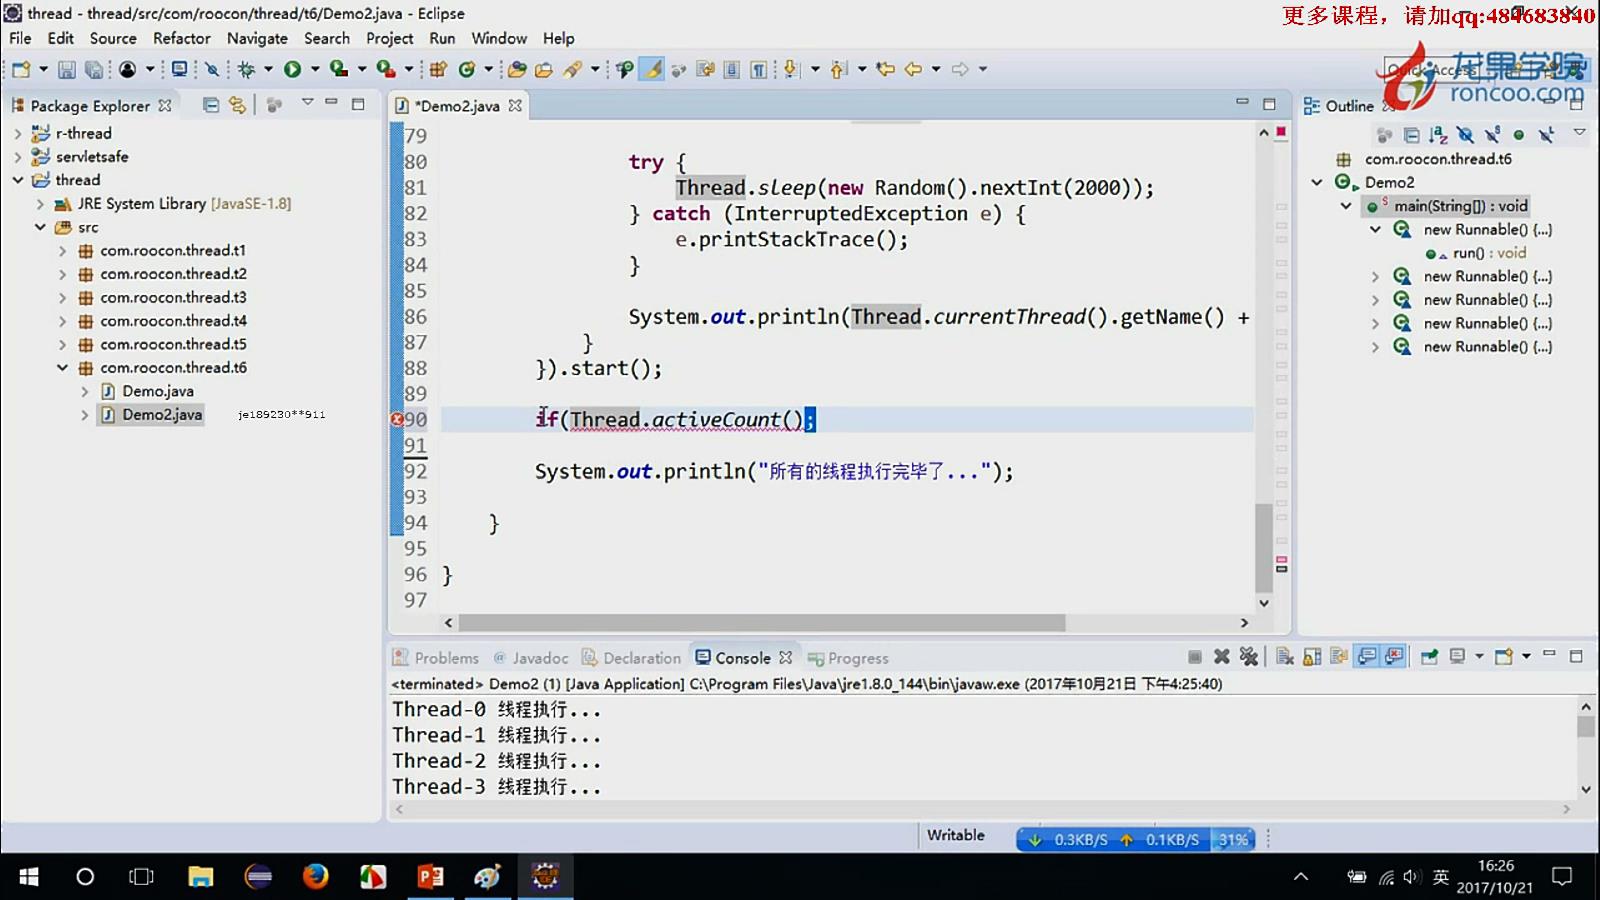 thread - thread/src/com/roocon/thread/t6/Demo2.java - Eclipse
更多课程，请加qq:484683840
File Edit Source Refactor Navigate Search Project Run Window Help
Quick Access
龙果学院
roncoo.com
Package Explorer
*Demo2.java
Outline
r-thread
servletsafe
thread
JRE System Library [JavaSE-1.8]
src
com.roocon.thread.t1
com.roocon.thread.t2
com.roocon.thread.t3
com.roocon.thread.t4
com.roocon.thread.t5
com.roocon.thread.t6
Demo.java
Demo2.java
je189230**911
79
80 try {
81 Thread.sleep(new Random().nextInt(2000));
82 } catch (InterruptedException e) {
83 e.printStackTrace();
84 }
85
86 System.out.println(Thread.currentThread().getName() +
87 }
88 }).start();
89
90 if(Thread.activeCount();
91
92 System.out.println("所有的线程执行完毕了...");
93
94 }
95
96 }
97
com.roocon.thread.t6
Demo2
main(String[]) : void
new Runnable() {...}
run() : void
new Runnable() {...}
new Runnable() {...}
new Runnable() {...}
new Runnable() {...}
Problems @ Javadoc Declaration Console Progress
<terminated> Demo2 (1) [Java Application] C:\Program Files\Java\jre1.8.0_144\bin\javaw.exe (2017年10月21日 下午4:25:40)
Thread-0 线程执行...
Thread-1 线程执行...
Thread-2 线程执行...
Thread-3 线程执行...
Writable
0.3KB/S 0.1KB/S 31%
英
16:26
2017/10/21